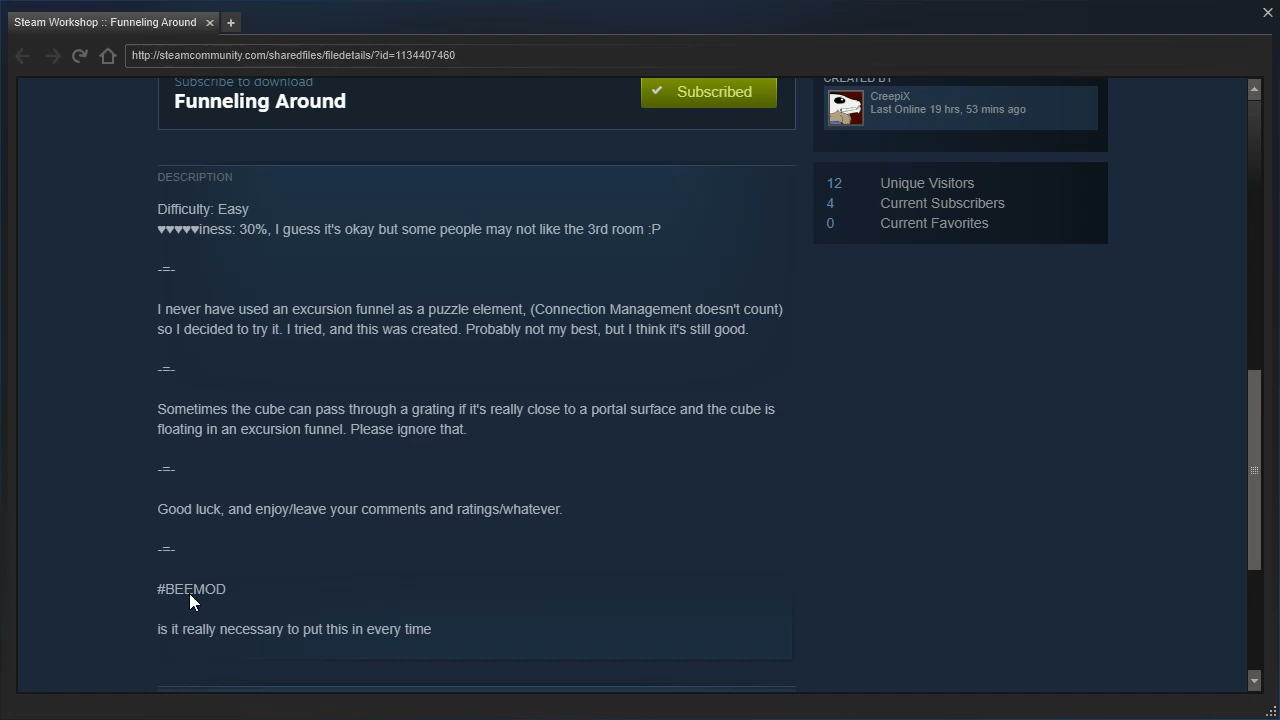 Steam Workshop :: Funneling Around
http://steamcommunity.com/sharedfiles/filedetails/?id=1134407460
Subscribe to download
Funneling Around
Subscribed
CREATED BY
CreepiX
Last Online 19 hrs, 53 mins ago
12 Unique Visitors
4 Current Subscribers
0 Current Favorites
DESCRIPTION
Difficulty: Easy
♥♥♥♥♥iness: 30%, I guess it's okay but some people may not like the 3rd room :P
-=-
I never have used an excursion funnel as a puzzle element, (Connection Management doesn't count)
so I decided to try it. I tried, and this was created. Probably not my best, but I think it's still good.
-=-
Sometimes the cube can pass through a grating if it's really close to a portal surface and the cube is
floating in an excursion funnel. Please ignore that.
-=-
Good luck, and enjoy/leave your comments and ratings/whatever.
-=-
#BEEMOD
is it really necessary to put this in every time